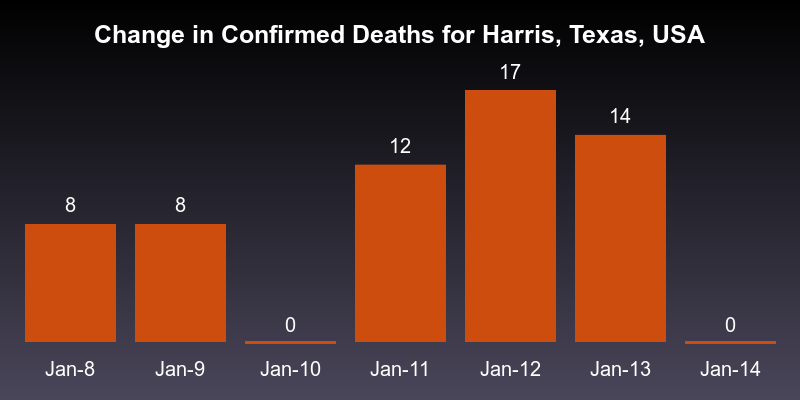 Change in Confirmed Deaths for Harris, Texas, USA
8
8
0
12
17
14
0
Jan-8
Jan-9
Jan-10
Jan-11
Jan-12
Jan-13
Jan-14